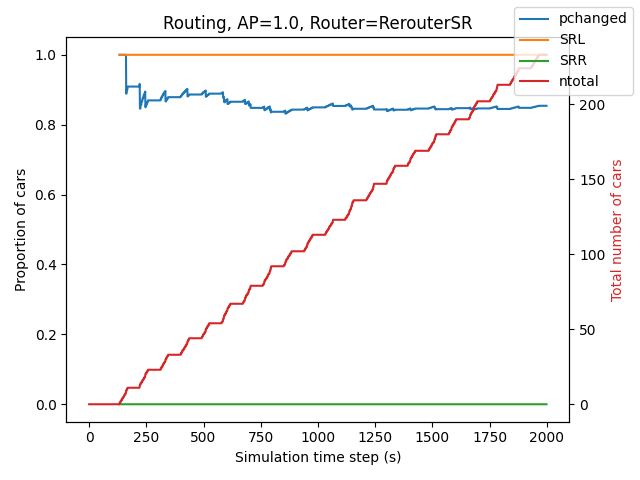 Routing, AP=1.0, Router=RerouterSR
pchanged
SRL
SRR
ntotal
1.0
0.8
0.6
0.4
0.2
0.0
Proportion of cars
200
150
100
50
0
Total number of cars
0 250 500 750 1000 1250 1500 1750 2000
Simulation time step (s)